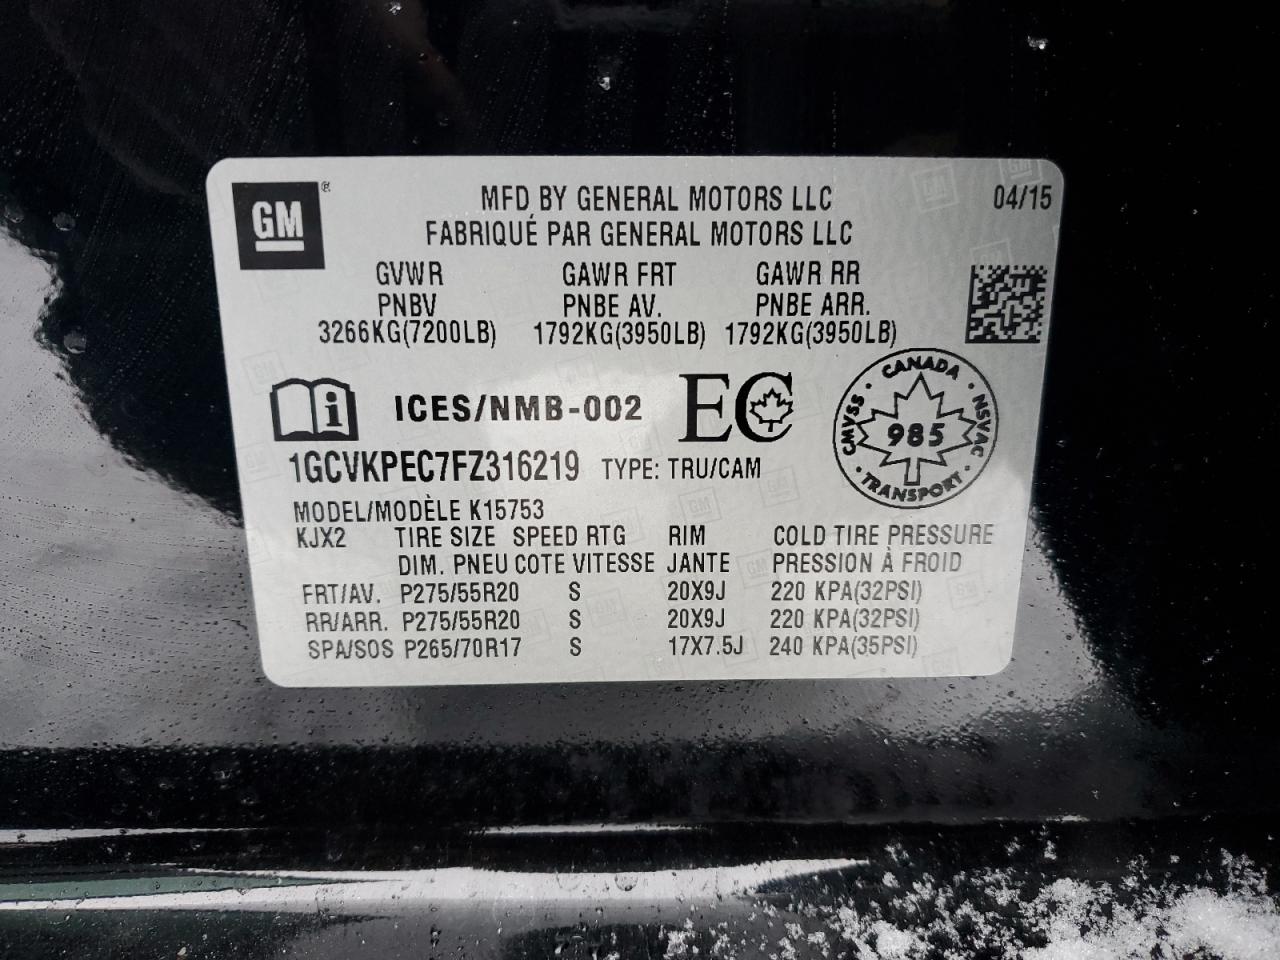 GM ®
MFD BY GENERAL MOTORS LLC 04/15
FABRIQUÉ PAR GENERAL MOTORS LLC
GVWR GAWR FRT GAWR RR
PNBV PNBE AV. PNBE ARR.
3266KG(7200LB) 1792KG(3950LB) 1792KG(3950LB)
i ICES/NMB-002 EC
CANADA
CMVSS · NSVAC
985
TRANSPORT
1GCVKPEC7FZ316219 TYPE: TRU/CAM
MODEL/MODÈLE K15753
KJX2 TIRE SIZE SPEED RTG RIM COLD TIRE PRESSURE
DIM. PNEU COTE VITESSE JANTE PRESSION À FROID
FRT/AV. P275/55R20 S 20X9J 220 KPA(32PSI)
RR/ARR. P275/55R20 S 20X9J 220 KPA(32PSI)
SPA/SOS P265/70R17 S 17X7.5J 240 KPA(35PSI)